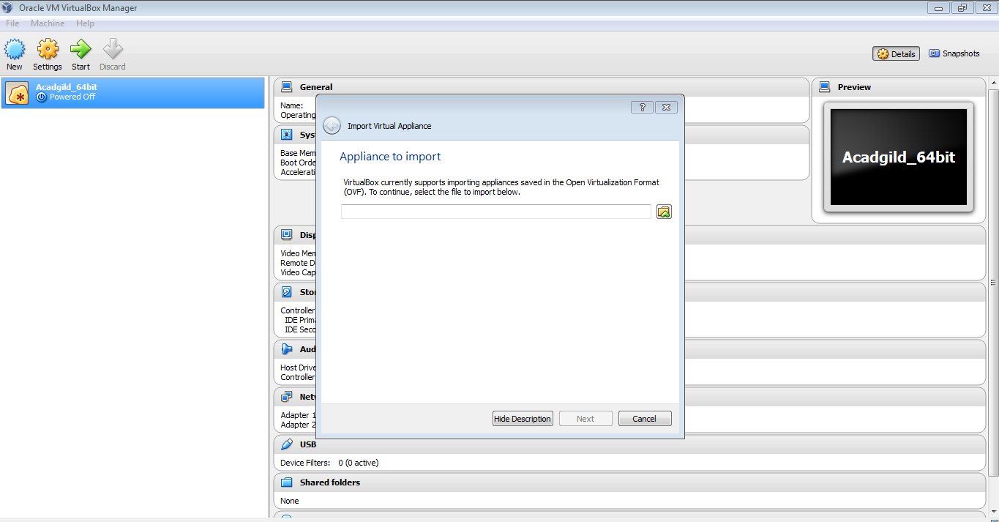 Oracle VM VirtualBox Manager
File Machine Help
New Settings Start Discard
Details Snapshots
Acadgild_64bit
Powered Off
General
Name:
Operating
Sys
Base Mem
Boot Orde
Accelerati
Preview
Acadgild_64bit
?
Import Virtual Appliance
Appliance to import
VirtualBox currently supports importing appliances saved in the Open Virtualization Format
(OVF). To continue, select the file to import below.
Hide Description Next Cancel
Disp
Video Mem
Remote D
Video Cap
Stor
Controller
IDE Prima
IDE Seco
Aud
Host Drive
Controller
Netw
Adapter 1
Adapter 2
USB
Device Filters: 0 (0 active)
Shared folders
None